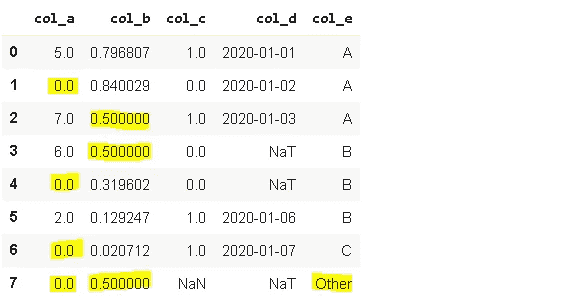 col_a col_b col_c col_d col_e
0 5.0 0.796807 1.0 2020-01-01 A
1 0.0 0.840029 0.0 2020-01-02 A
2 7.0 0.500000 1.0 2020-01-03 A
3 6.0 0.500000 0.0 NaT B
4 0.0 0.319602 0.0 NaT B
5 2.0 0.129247 1.0 2020-01-06 B
6 0.0 0.020712 1.0 2020-01-07 C
7 0.0 0.500000 NaN NaT Other